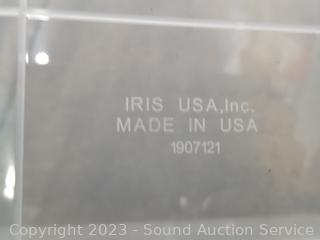 IRIS USA,Inc.
MADE IN USA
1907121
Copyright 2023 - Sound Auction Service